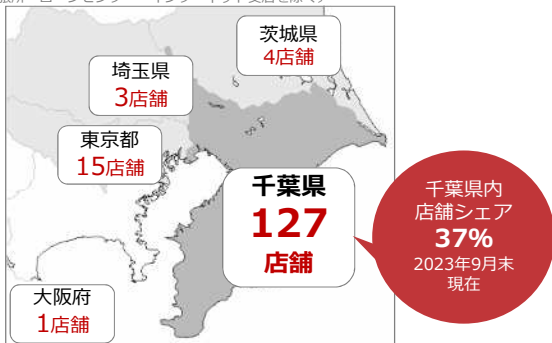 茨城県
4店舗
埼玉県
3店舗
東京都
15店舗
千葉県
127
店舗
千葉県内
店舗シェア
37%
2023年9月末
現在
大阪府
1店舗